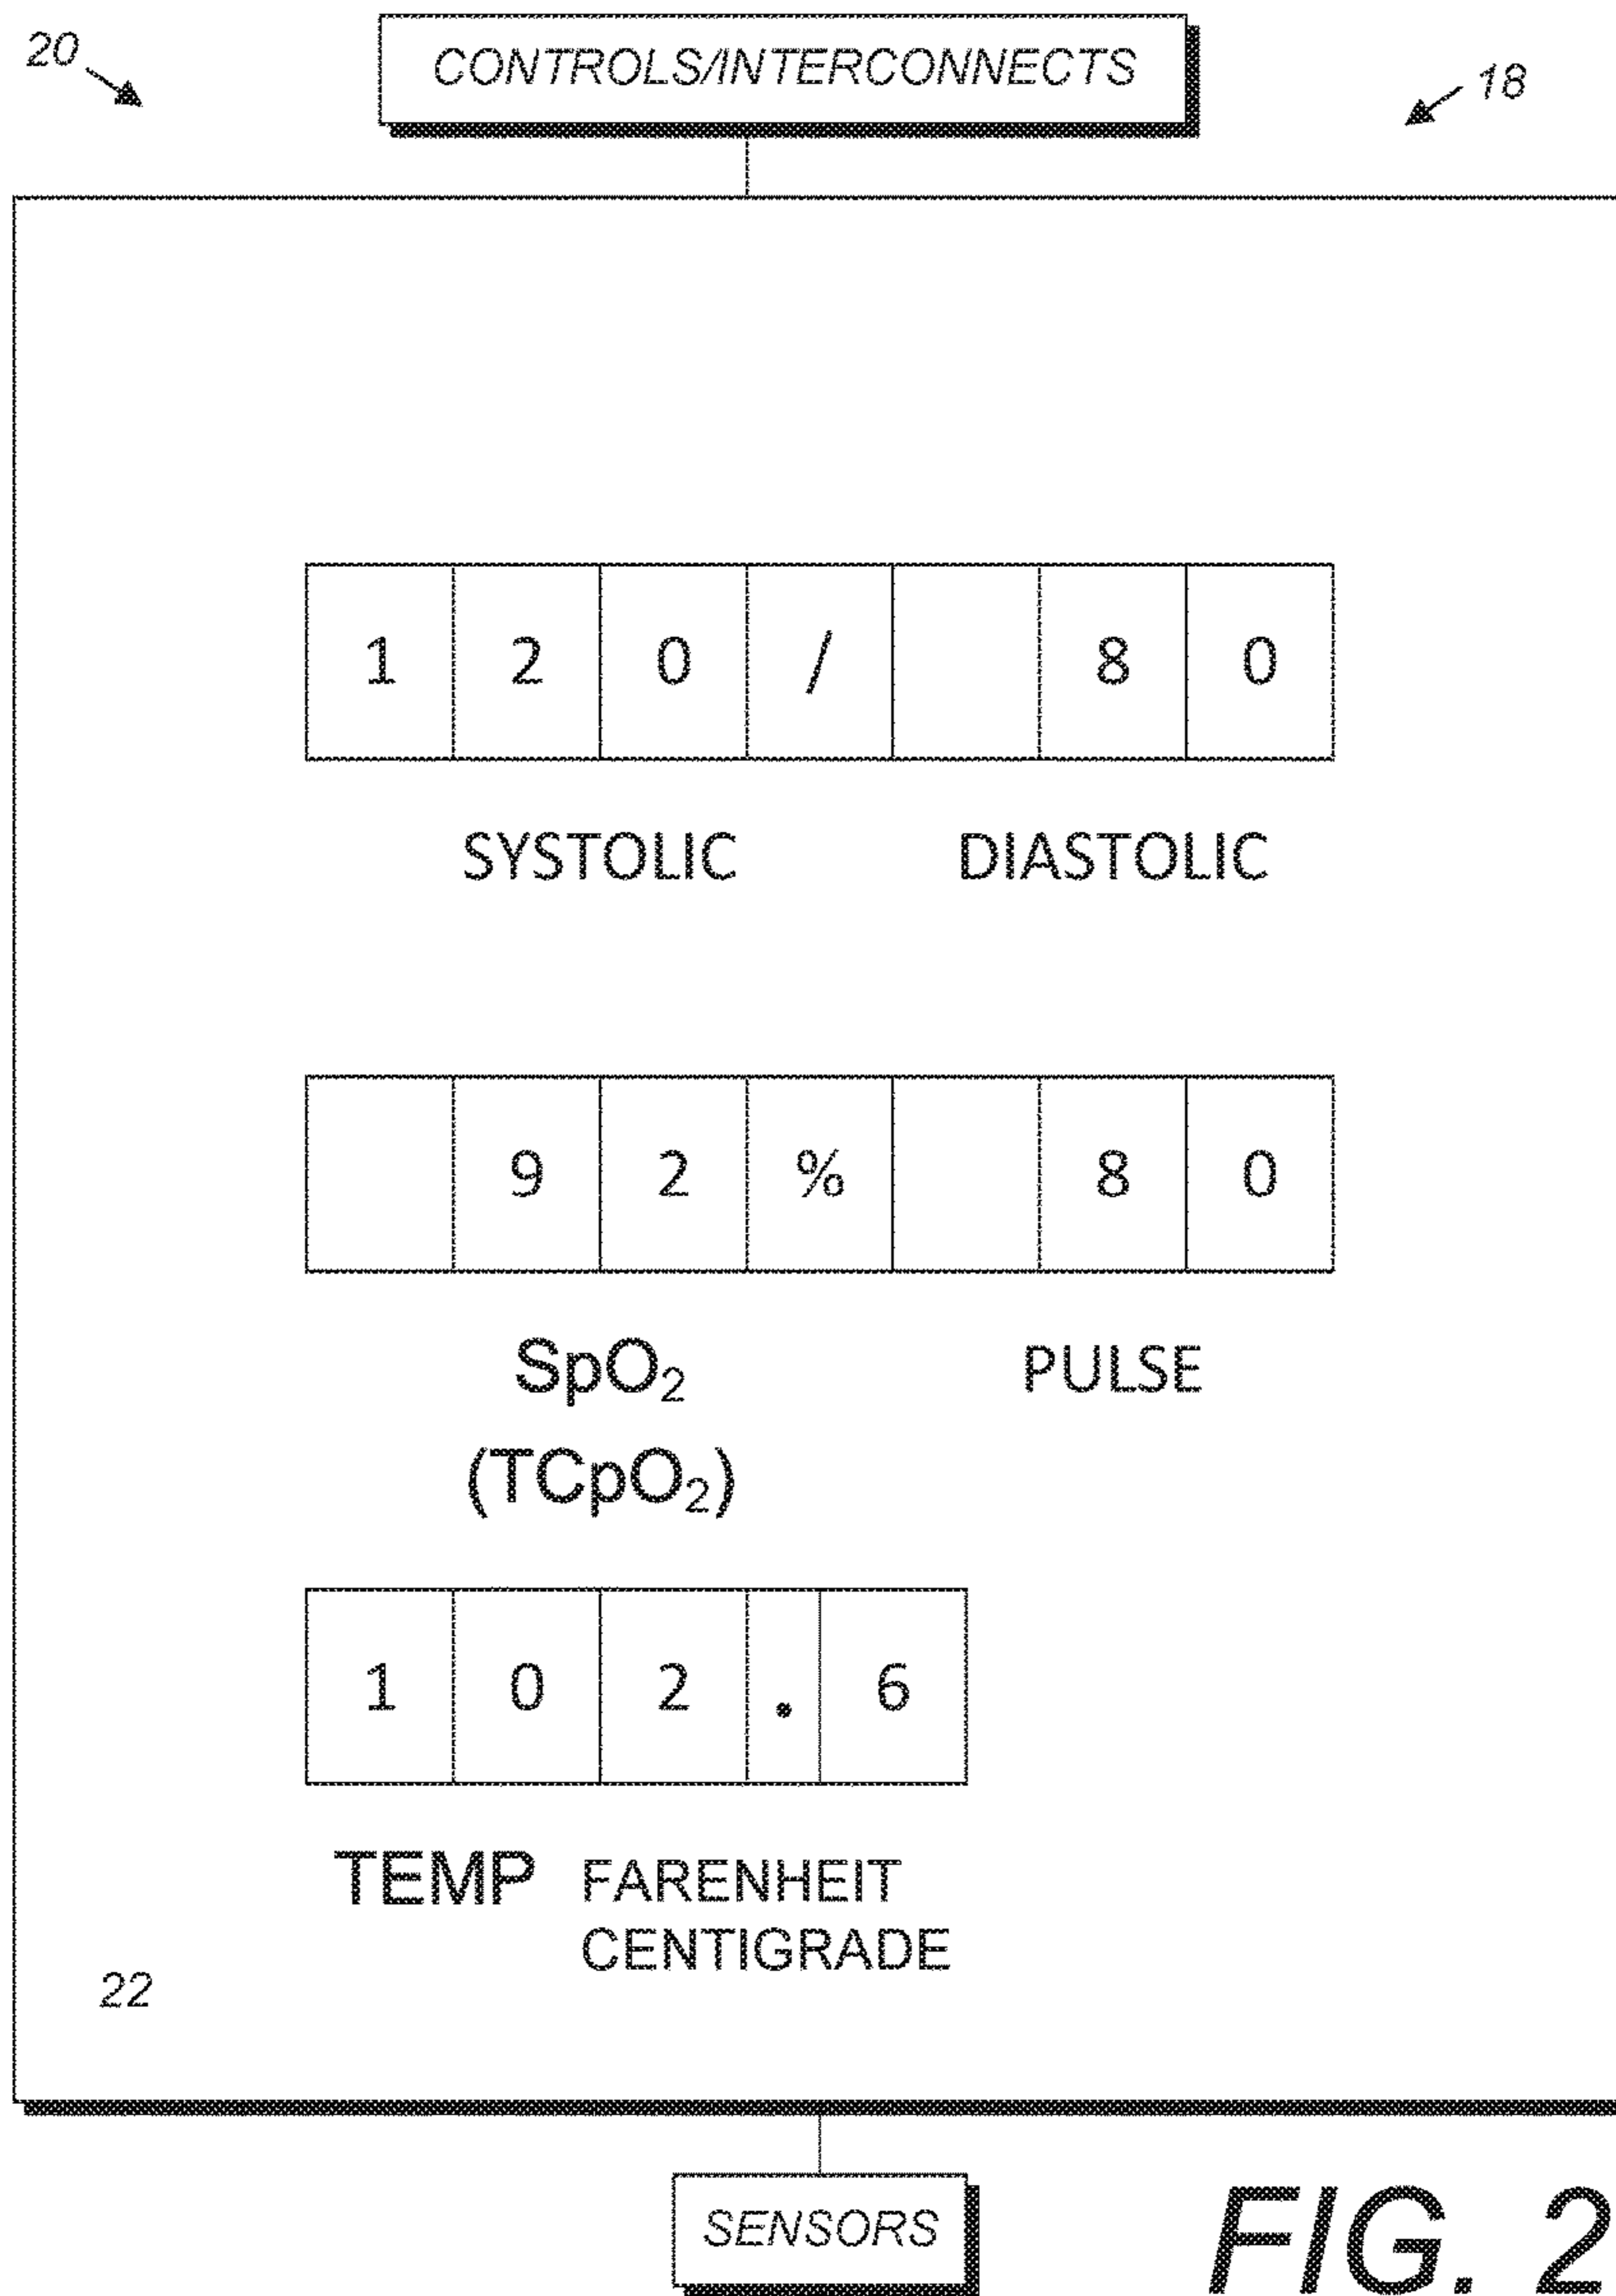 20
CONTROLS/INTERCONNECTS
18
1 2 0 / 8 0
SYSTOLIC DIASTOLIC
9 2 % 8 0
SpO₂ PULSE
(TCpO₂)
1 0 2 . 6
TEMP FARENHEIT
CENTIGRADE
22
SENSORS
FIG. 2